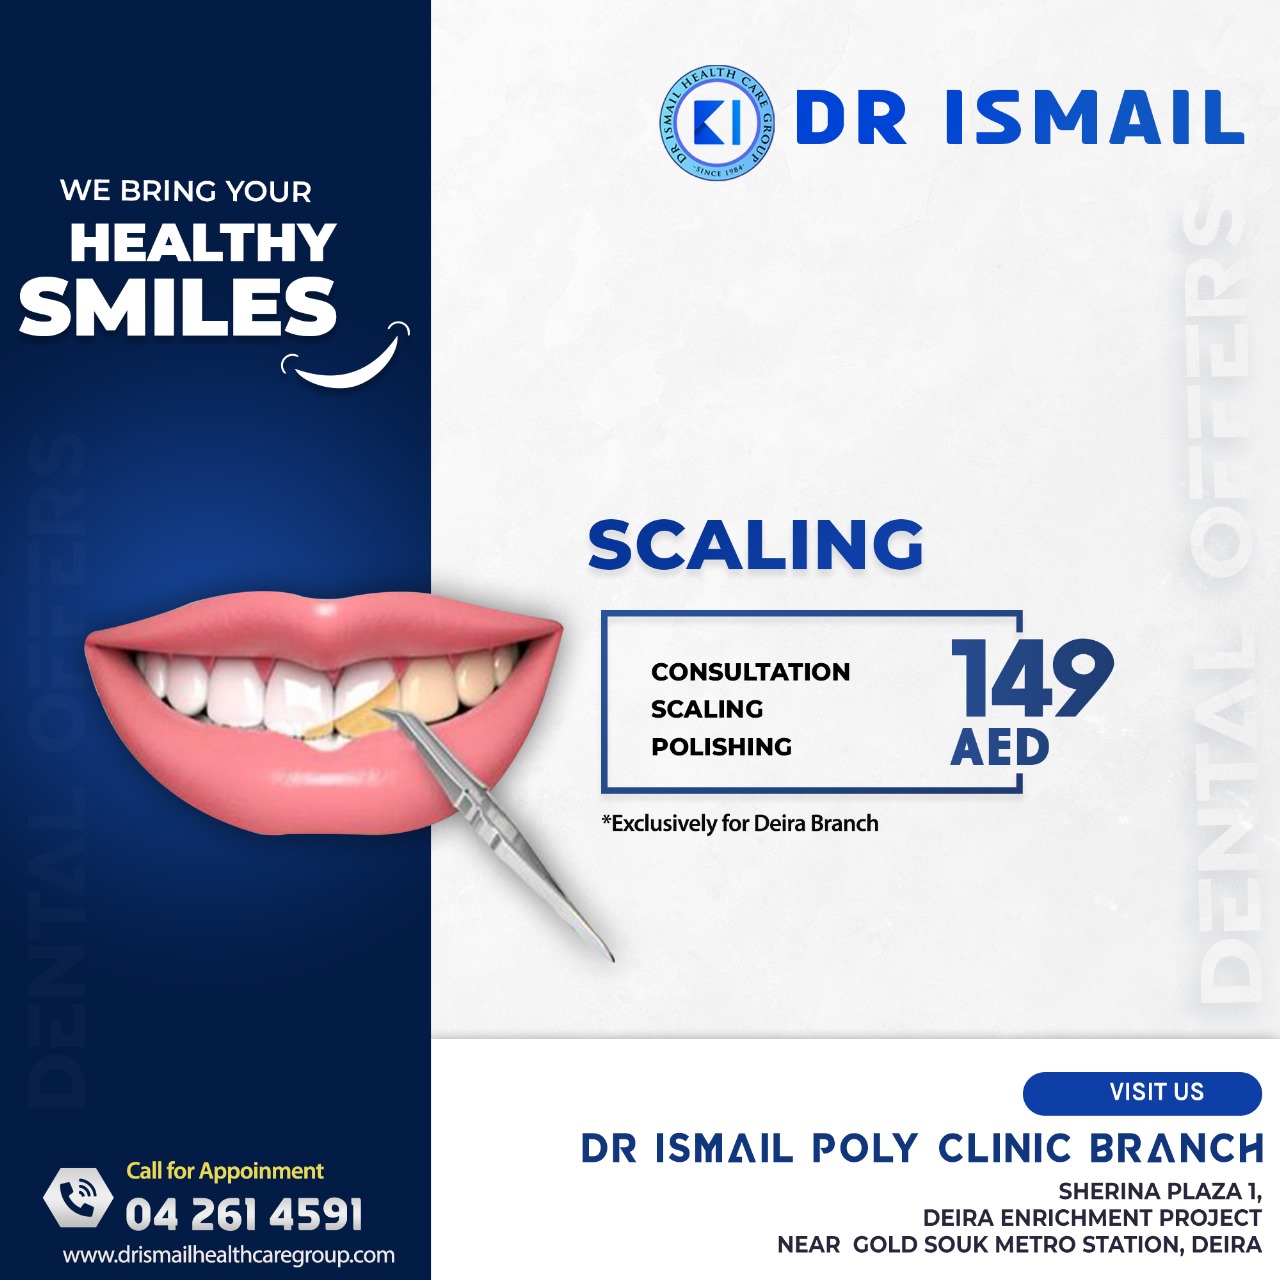 WE BRING YOUR
HEALTHY
SMILES
DR ISMAIL HEALTH CARE GROUP
·SINCE 1984·
KI
DR ISMAIL
DENTAL OFFERS
DENTAL OFFERS
SCALING
CONSULTATION
SCALING
POLISHING
149
AED
*Exclusively for Deira Branch
Call for Appoinment
04 261 4591
www.drismailhealthcaregroup.com
VISIT US
DR ISMAIL POLY CLINIC BRANCH
SHERINA PLAZA 1,
DEIRA ENRICHMENT PROJECT
NEAR GOLD SOUK METRO STATION, DEIRA